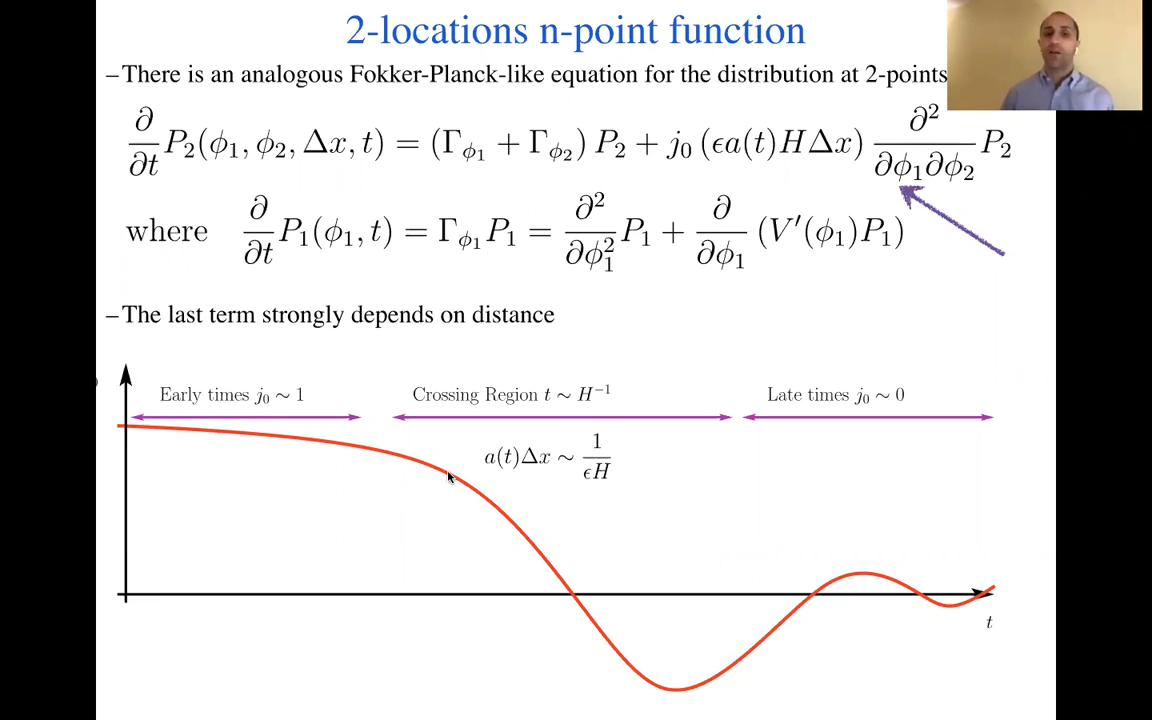 2-locations n-point function
–There is an analogous Fokker-Planck-like equation for the distribution at 2-points
∂/∂t P₂(ϕ₁, ϕ₂, Δx, t) = (Γ_ϕ₁ + Γ_ϕ₂) P₂ + j₀ (ϵa(t)HΔx) ∂²/∂ϕ₁∂ϕ₂ P₂
where ∂/∂t P₁(ϕ₁, t) = Γ_ϕ₁ P₁ = ∂²/∂ϕ₁² P₁ + ∂/∂ϕ₁ (V′(ϕ₁)P₁)
–The last term strongly depends on distance
Early times j₀ ∼ 1
Crossing Region t ∼ H⁻¹
Late times j₀ ∼ 0
a(t)Δx ∼ 1/ϵH
t